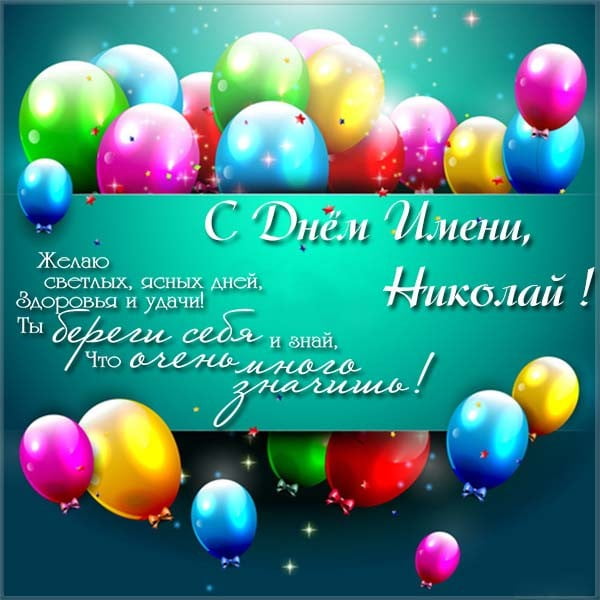 С Днём Имени,
Николай !
Желаю
светлых, ясных дней,
Здоровья и удачи!
Ты береги себя и знай,
Что очень много
значишь!